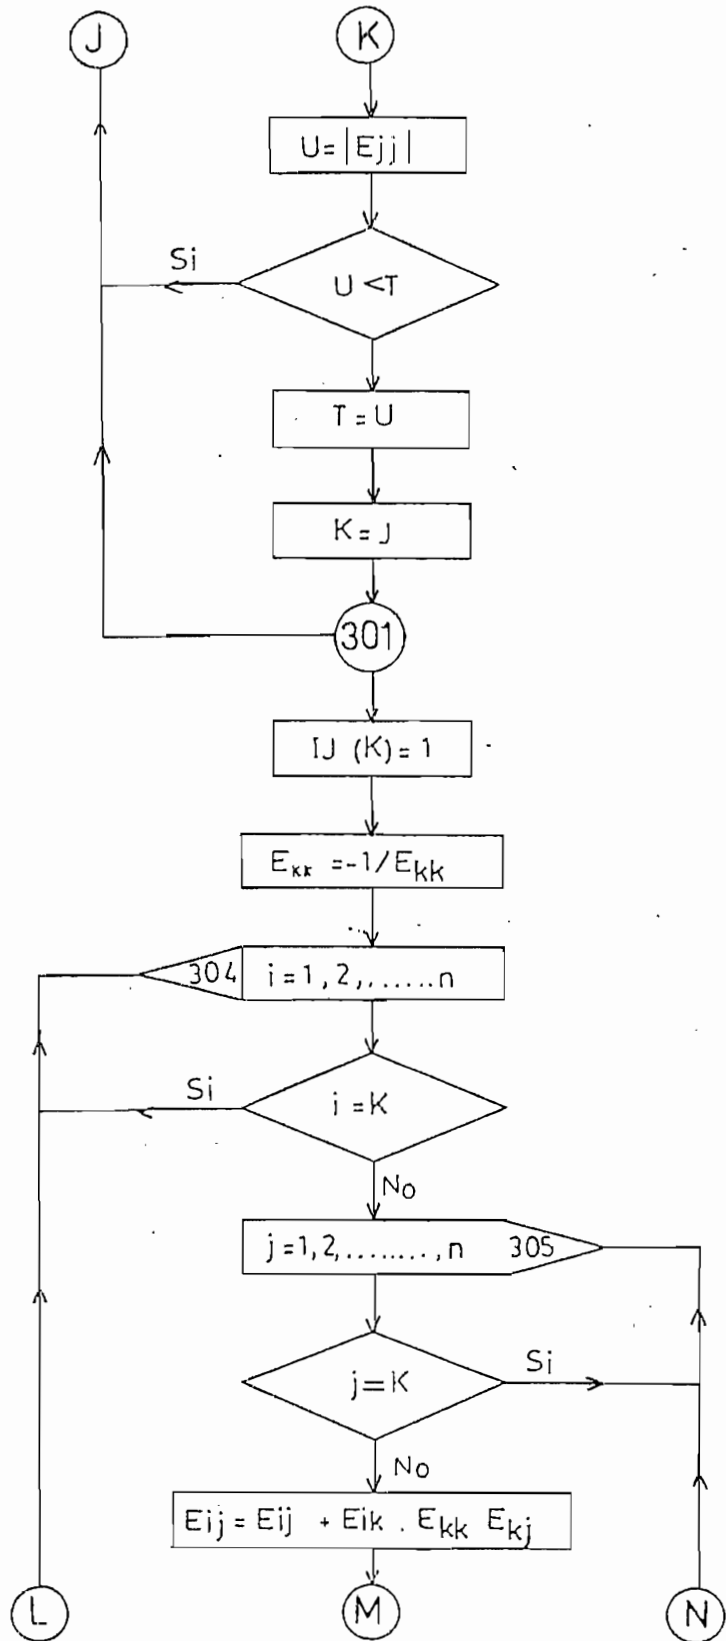 J
K
U=|Ejj|
Si
U<T
T=U
K=J
301
IJ (K)=1
Eкк =-1/Ekk
304
i=1,2,......n
Si
i=K
No
j=1,2,........,n
305
j=K
Si
No
Eij=Eij + Eik . Ekk Ekj
L
M
N